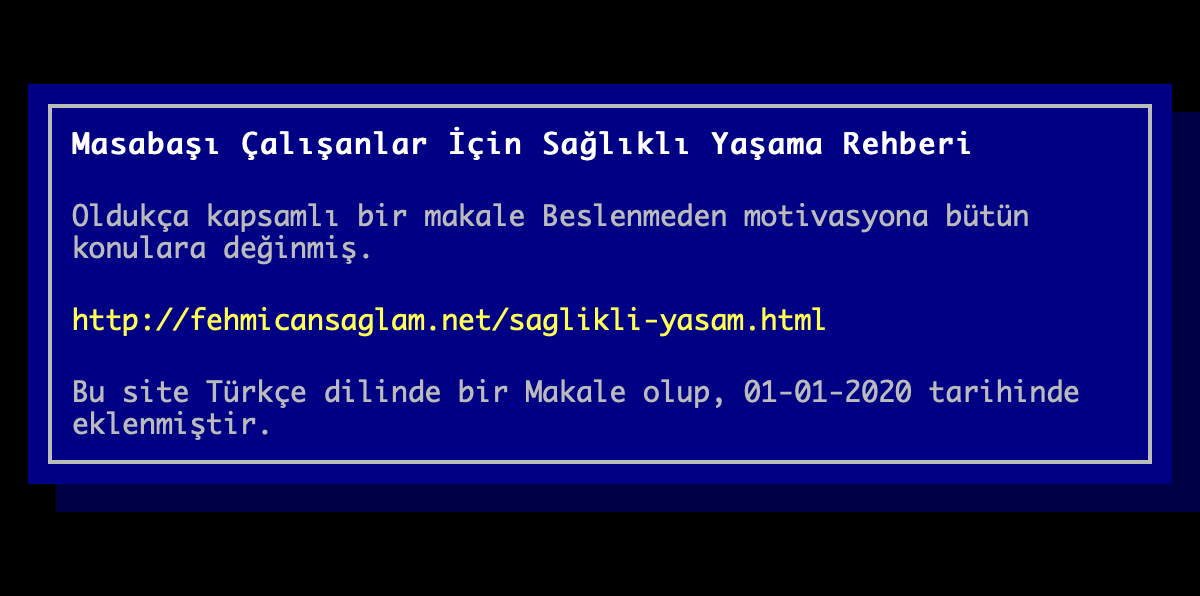 Masabaşı Çalışanlar İçin Sağlıklı Yaşama Rehberi
Oldukça kapsamlı bir makale Beslenmeden motivasyona bütün
konulara değinmiş.
http://fehmicansaglam.net/saglikli-yasam.html
Bu site Türkçe dilinde bir Makale olup, 01-01-2020 tarihinde
eklenmiştir.